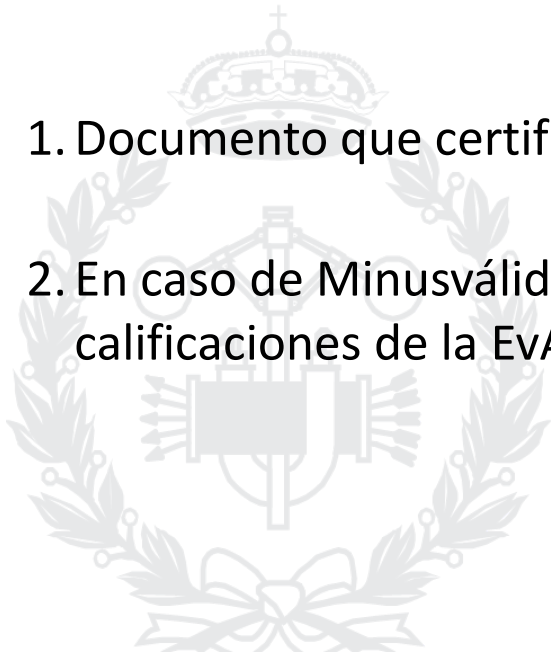 1. Documento que certif
2. En caso de Minusválid
calificaciones de la EvA